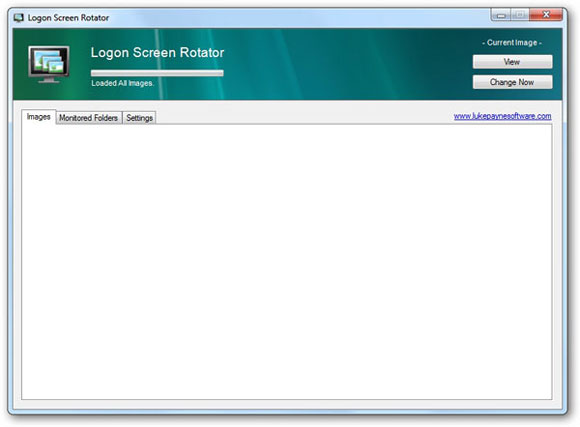 Logon Screen Rotator
Logon Screen Rotator
Loaded All Images.
- Current Image -
View
Change Now
Images
Monitored Folders
Settings
www.lukepaynesoftware.com